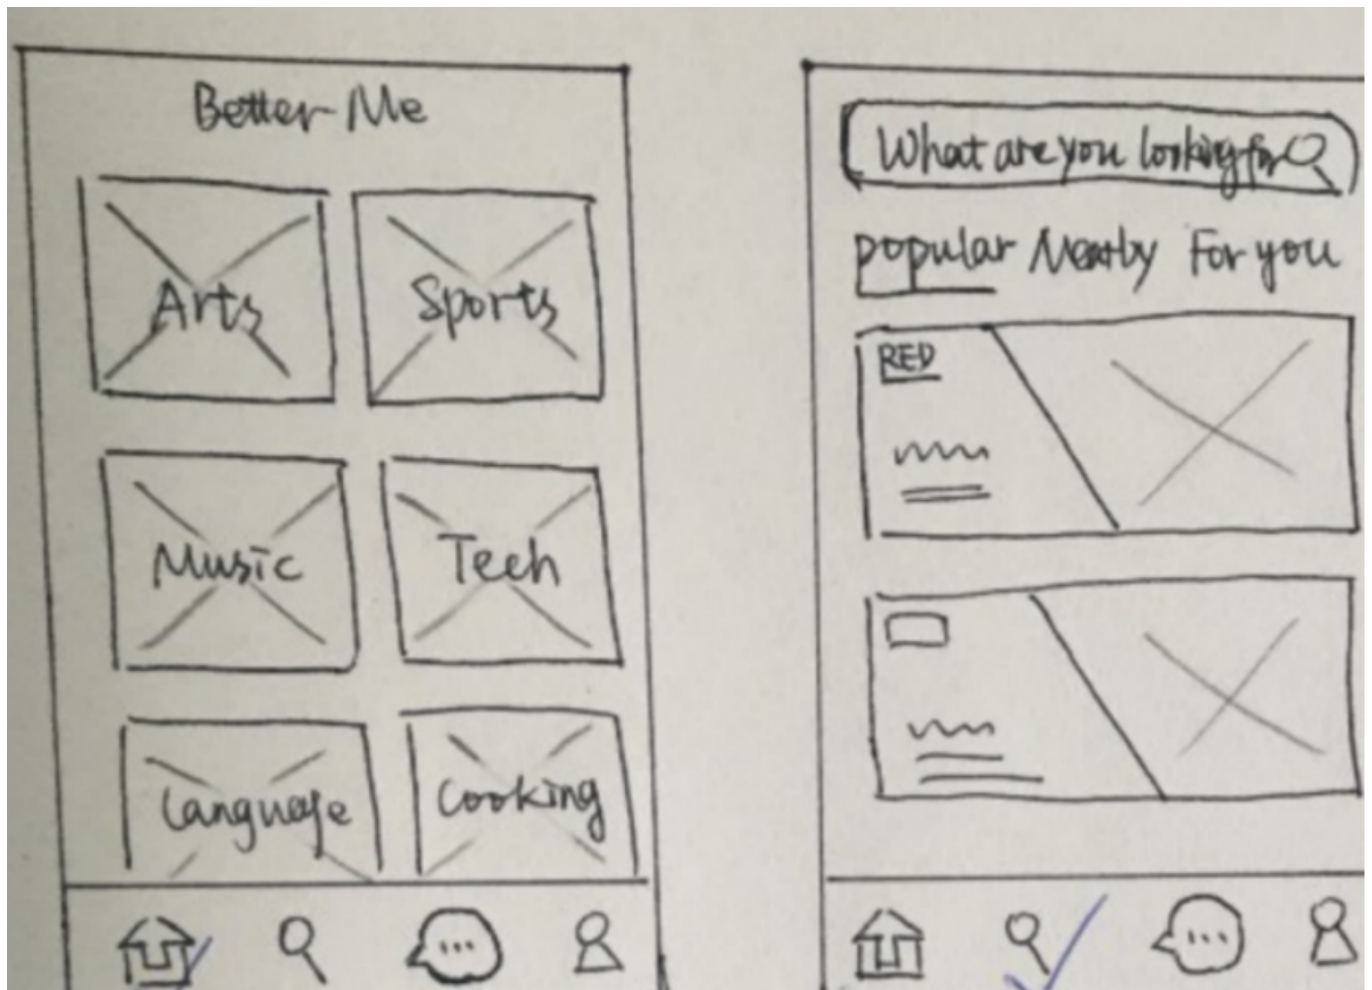 Better Me
Arts Sports
Music Tech
Language Cooking
What are you looking for
popular Nearby For you
RED